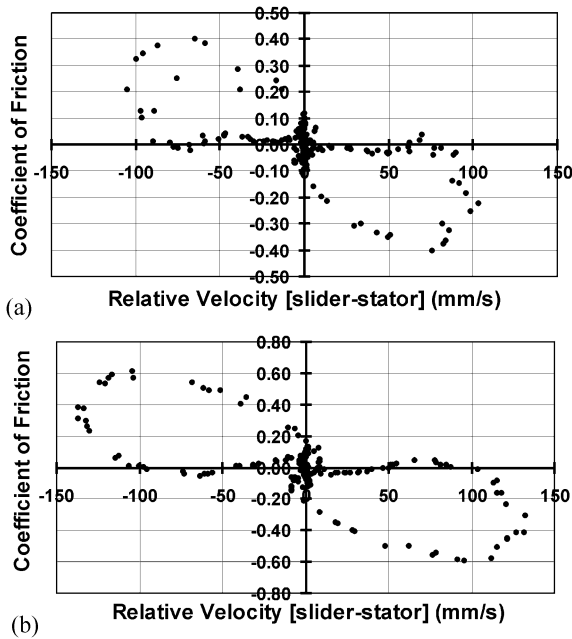 0.50
0.40
0.30
0.20
0.10
0.00
-150 -100 -50 0 50 100 150
-0.10
-0.20
-0.30
-0.40
-0.50
Coefficient of Friction
Relative Velocity [slider-stator] (mm/s)
(a)
0.80
0.60
0.40
0.20
0.00
-150 -100 -50 0 50 100 150
-0.20
-0.40
-0.60
-0.80
Coefficient of Friction
Relative Velocity [slider-stator] (mm/s)
(b)